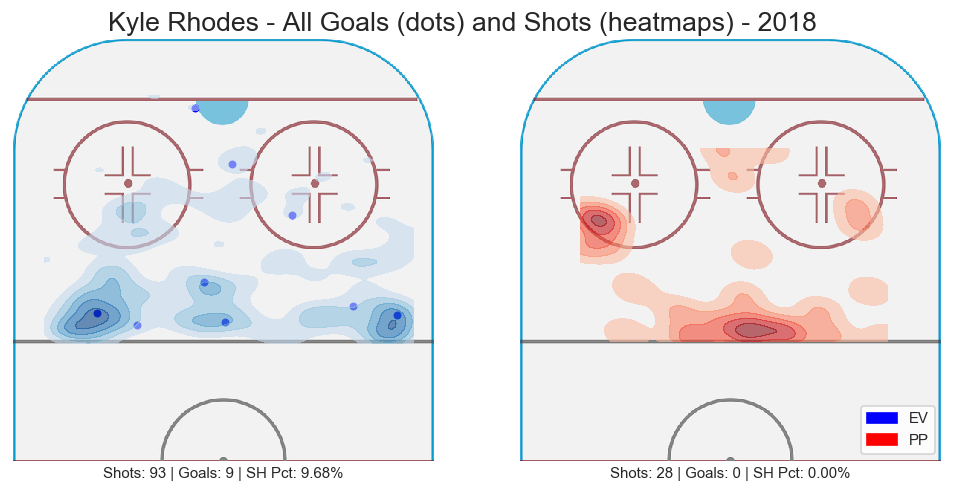 Kyle Rhodes - All Goals (dots) and Shots (heatmaps) - 2018
EV
PP
Shots: 93 | Goals: 9 | SH Pct: 9.68%
Shots: 28 | Goals: 0 | SH Pct: 0.00%